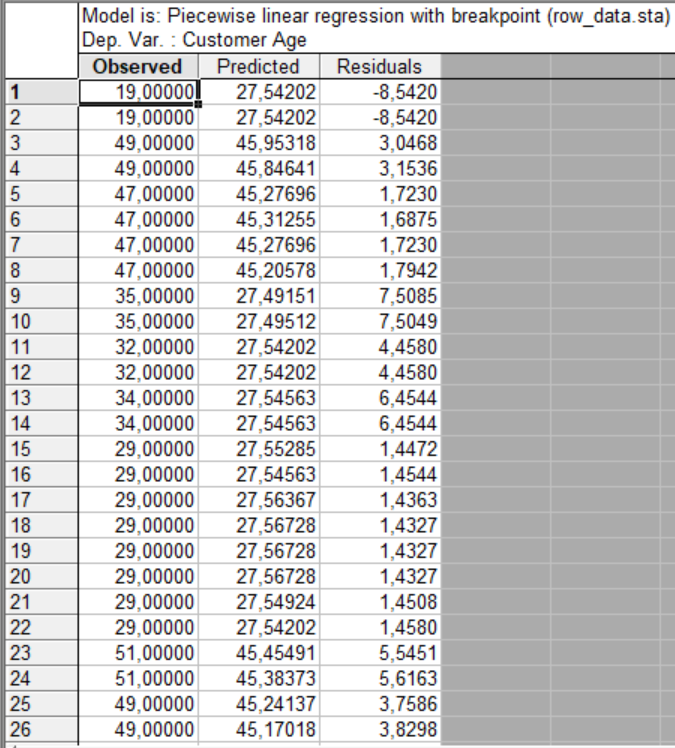 Model is: Piecewise linear regression with breakpoint (row_data.sta)
Dep. Var. : Customer Age
Observed Predicted Residuals
1 19,00000 27,54202 -8,5420
2 19,00000 27,54202 -8,5420
3 49,00000 45,95318 3,0468
4 49,00000 45,84641 3,1536
5 47,00000 45,27696 1,7230
6 47,00000 45,31255 1,6875
7 47,00000 45,27696 1,7230
8 47,00000 45,20578 1,7942
9 35,00000 27,49151 7,5085
10 35,00000 27,49512 7,5049
11 32,00000 27,54202 4,4580
12 32,00000 27,54202 4,4580
13 34,00000 27,54563 6,4544
14 34,00000 27,54563 6,4544
15 29,00000 27,55285 1,4472
16 29,00000 27,54563 1,4544
17 29,00000 27,56367 1,4363
18 29,00000 27,56728 1,4327
19 29,00000 27,56728 1,4327
20 29,00000 27,56728 1,4327
21 29,00000 27,54924 1,4508
22 29,00000 27,54202 1,4580
23 51,00000 45,45491 5,5451
24 51,00000 45,38373 5,6163
25 49,00000 45,24137 3,7586
26 49,00000 45,17018 3,8298